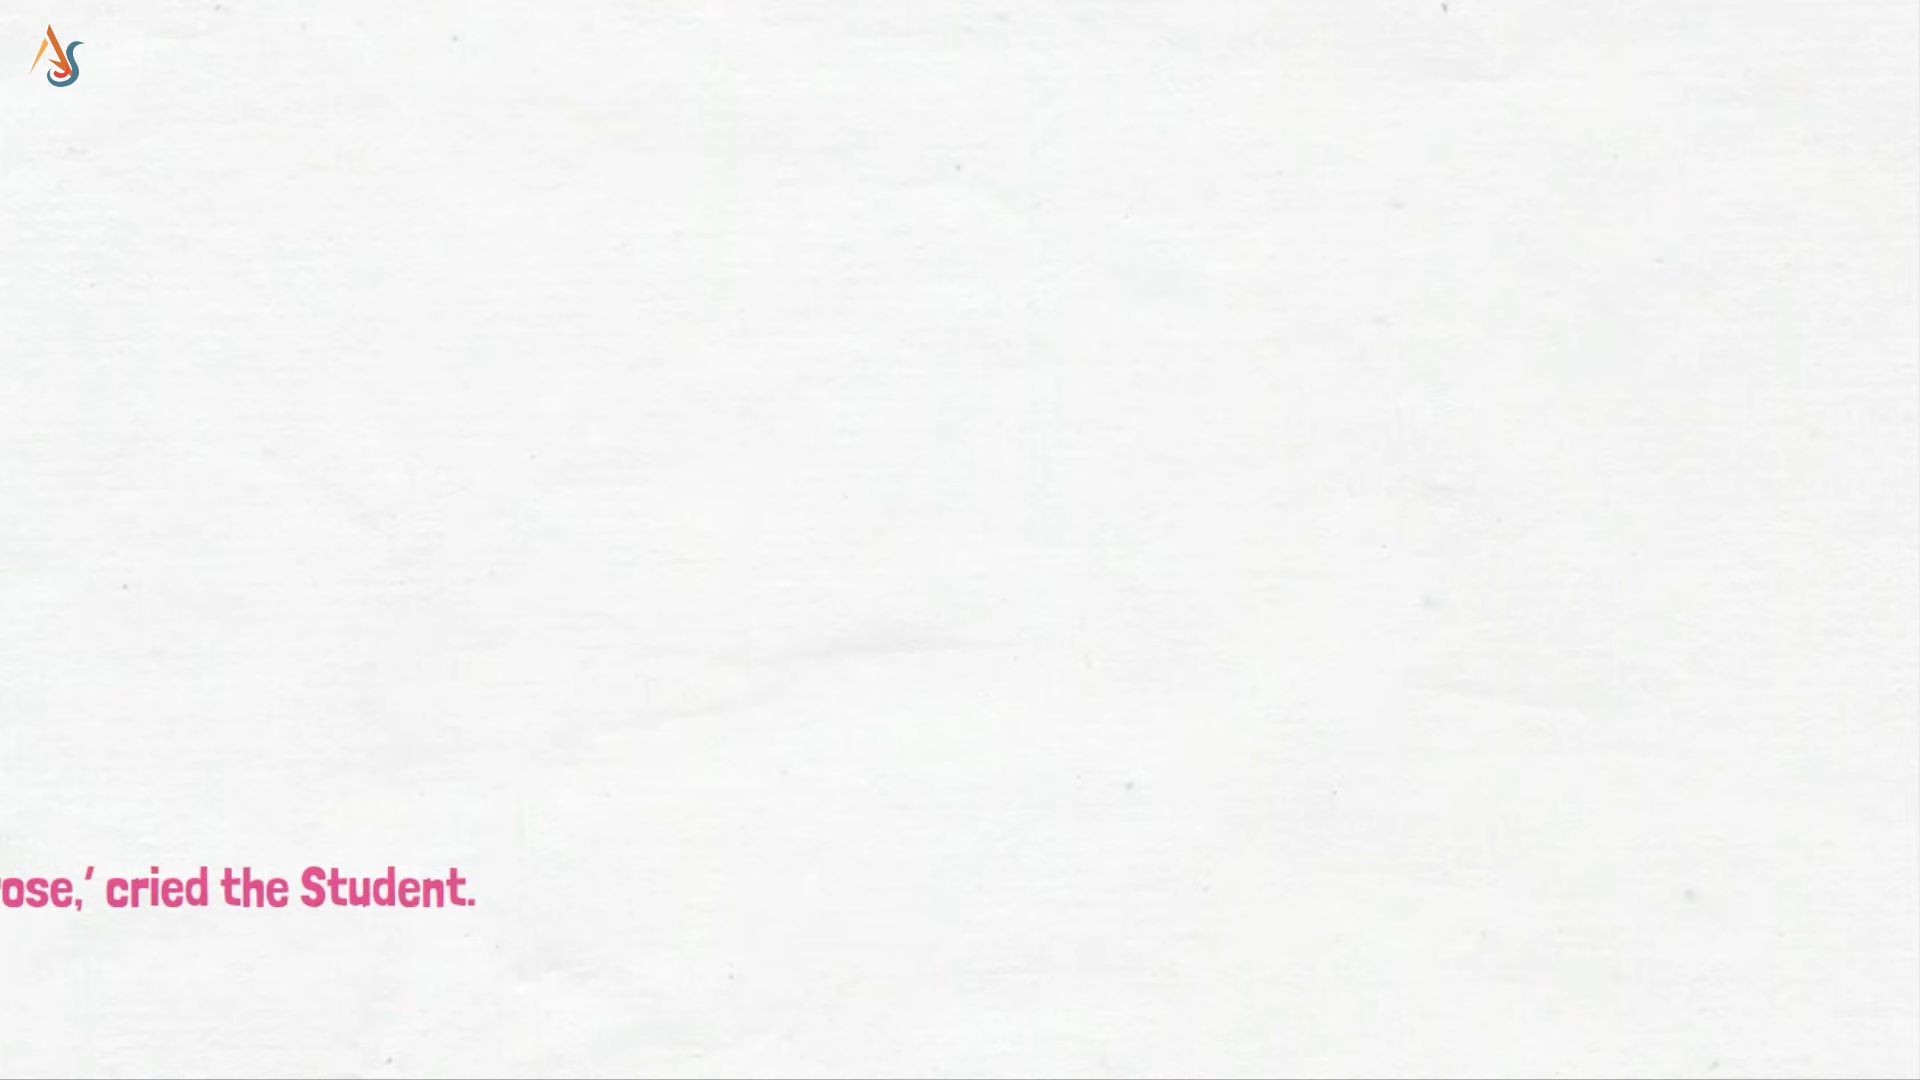 ose,’ cried the Student.